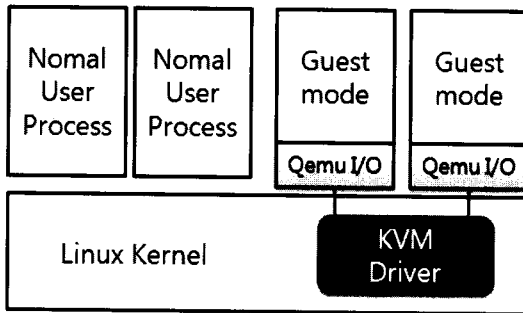 Nomal
User
Process
Nomal
User
Process
Guest
mode
Qemu I/O
Guest
mode
Qemu I/O
Linux Kernel
KVM
Driver